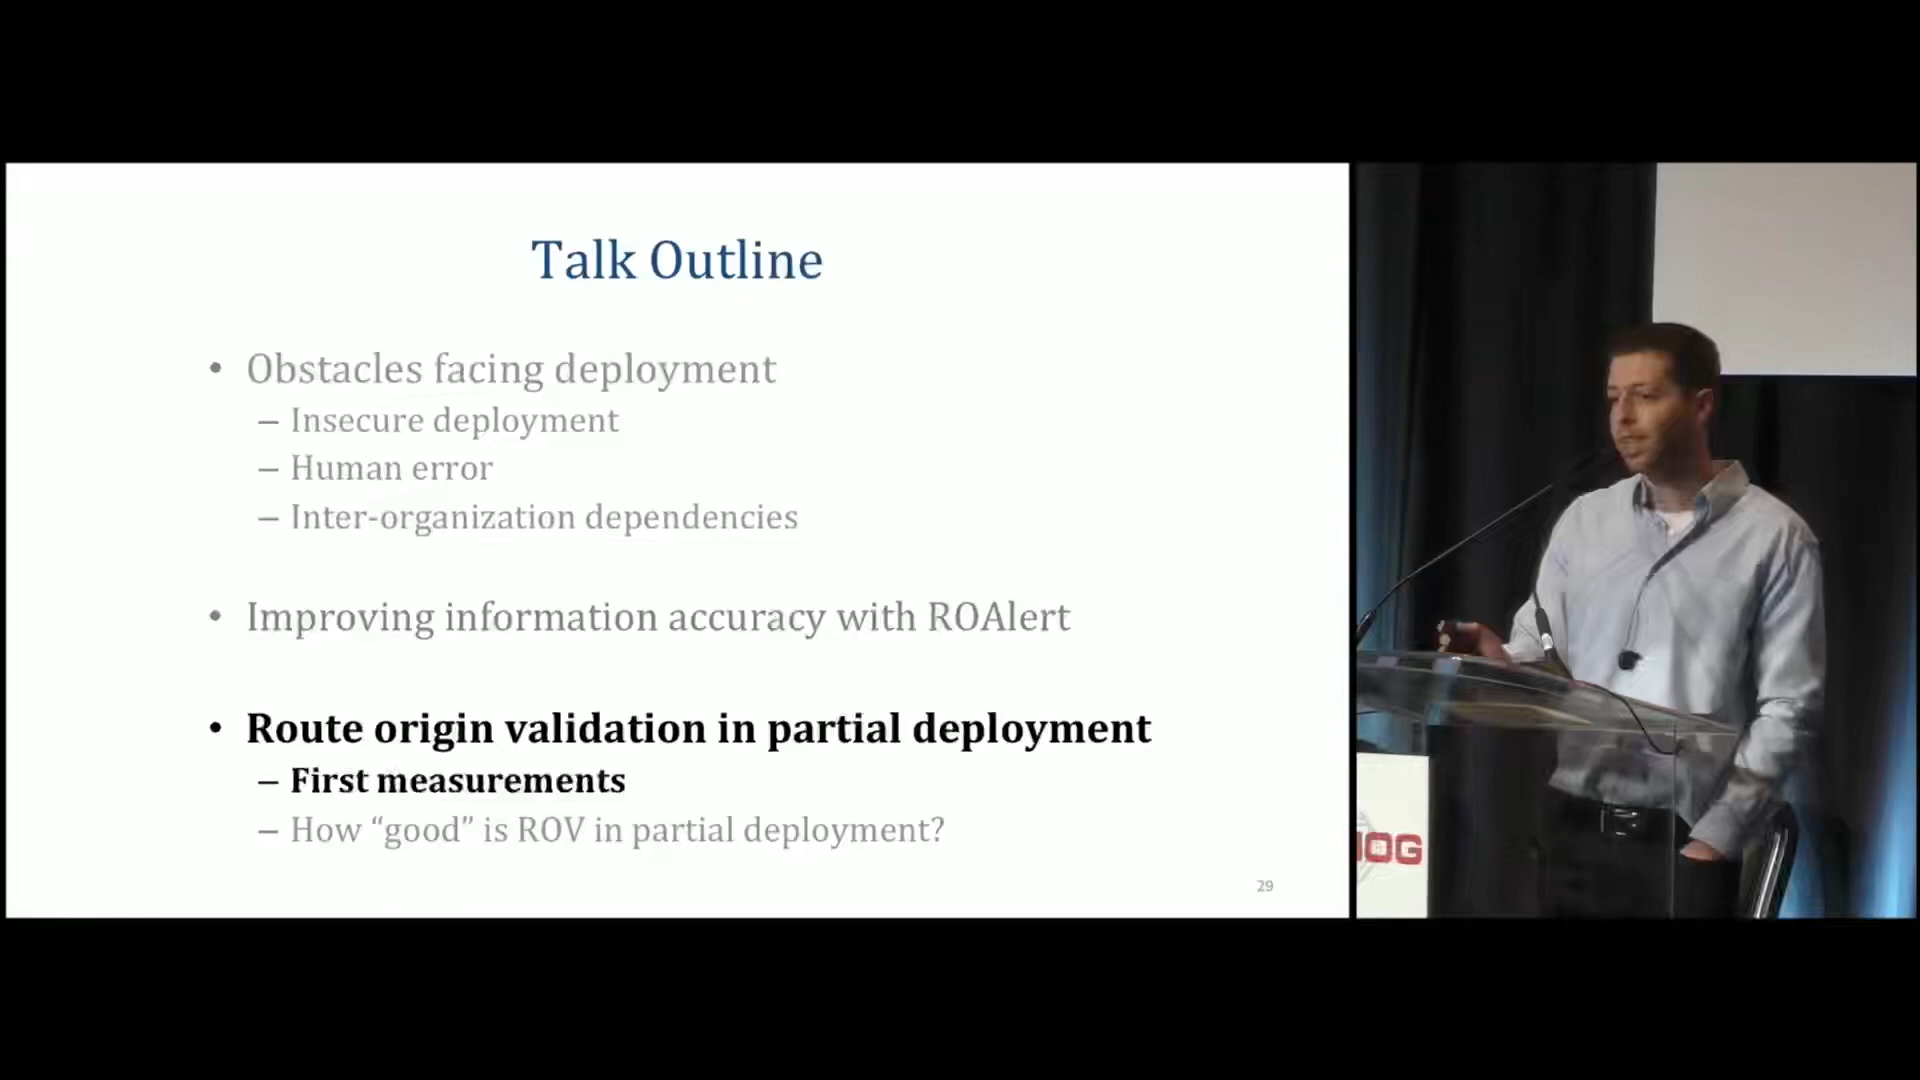 Talk Outline
• Obstacles facing deployment
– Insecure deployment
– Human error
– Inter-organization dependencies
• Improving information accuracy with ROAlert
• Route origin validation in partial deployment
– First measurements
– How “good” is ROV in partial deployment?
29
OG